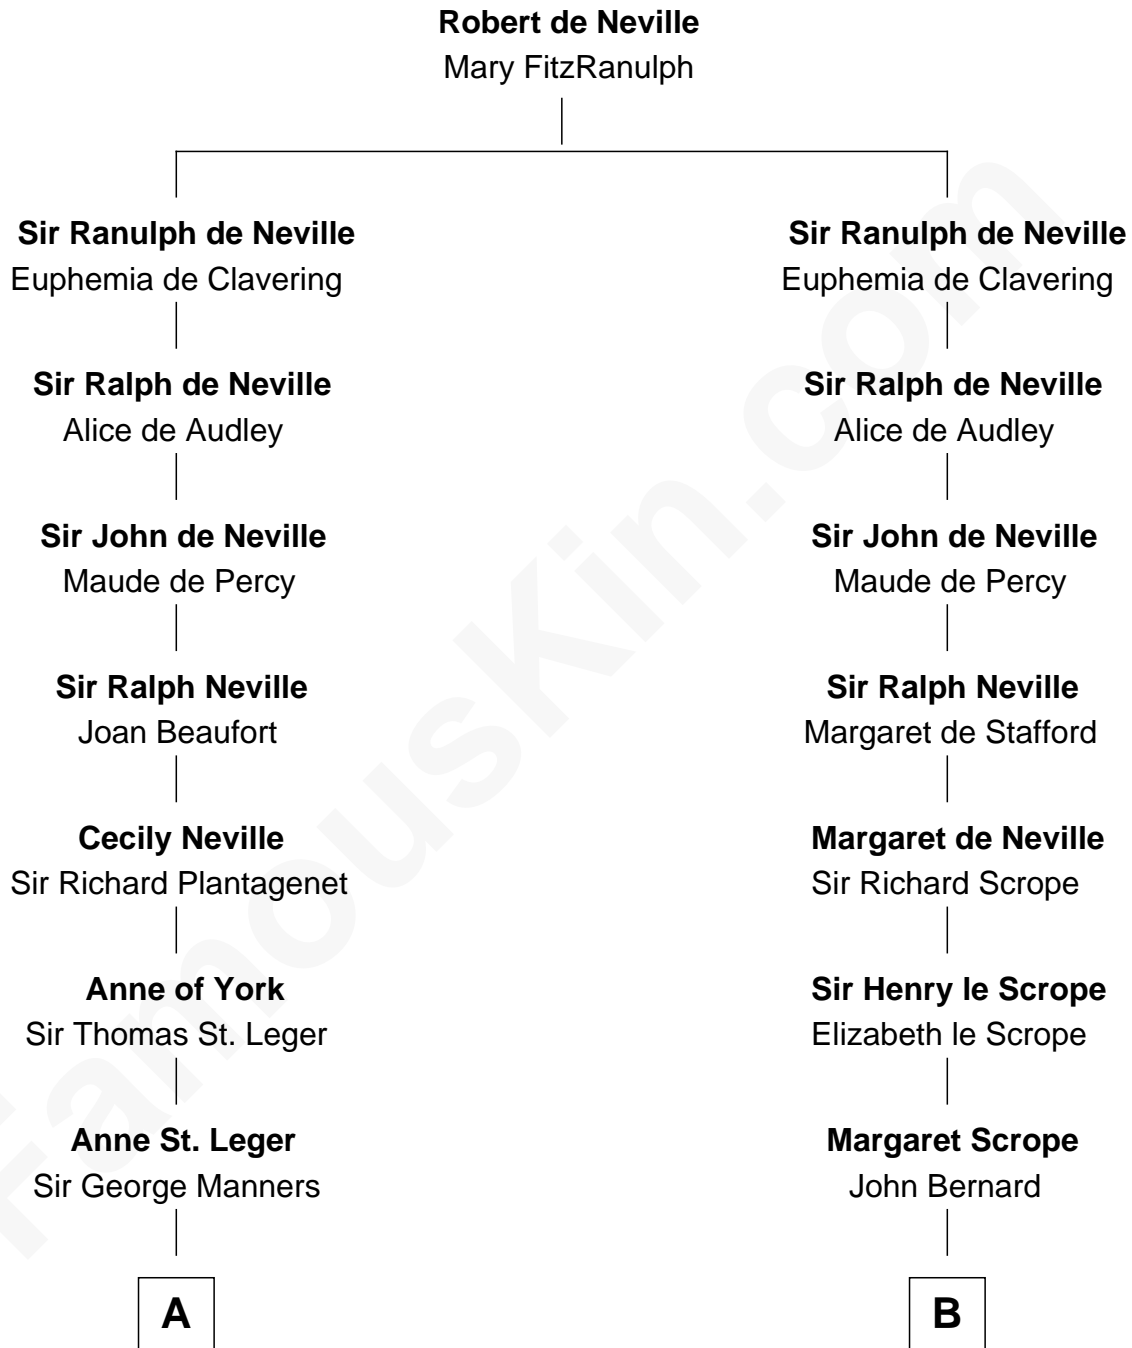 Robert de Neville
Mary FitzRanulph
Sir Ranulph de Neville
Euphemia de Clavering
Sir Ralph de Neville
Alice de Audley
Sir John de Neville
Maude de Percy
Sir Ralph Neville
Joan Beaufort
Cecily Neville
Sir Richard Plantagenet
Anne of York
Sir Thomas St. Leger
Anne St. Leger
Sir George Manners
A
Sir Ranulph de Neville
Euphemia de Clavering
Sir Ralph de Neville
Alice de Audley
Sir John de Neville
Maude de Percy
Sir Ralph Neville
Margaret de Stafford
Margaret de Neville
Sir Richard Scrope
Sir Henry le Scrope
Elizabeth le Scrope
Margaret Scrope
John Bernard
B
FamousKin.com